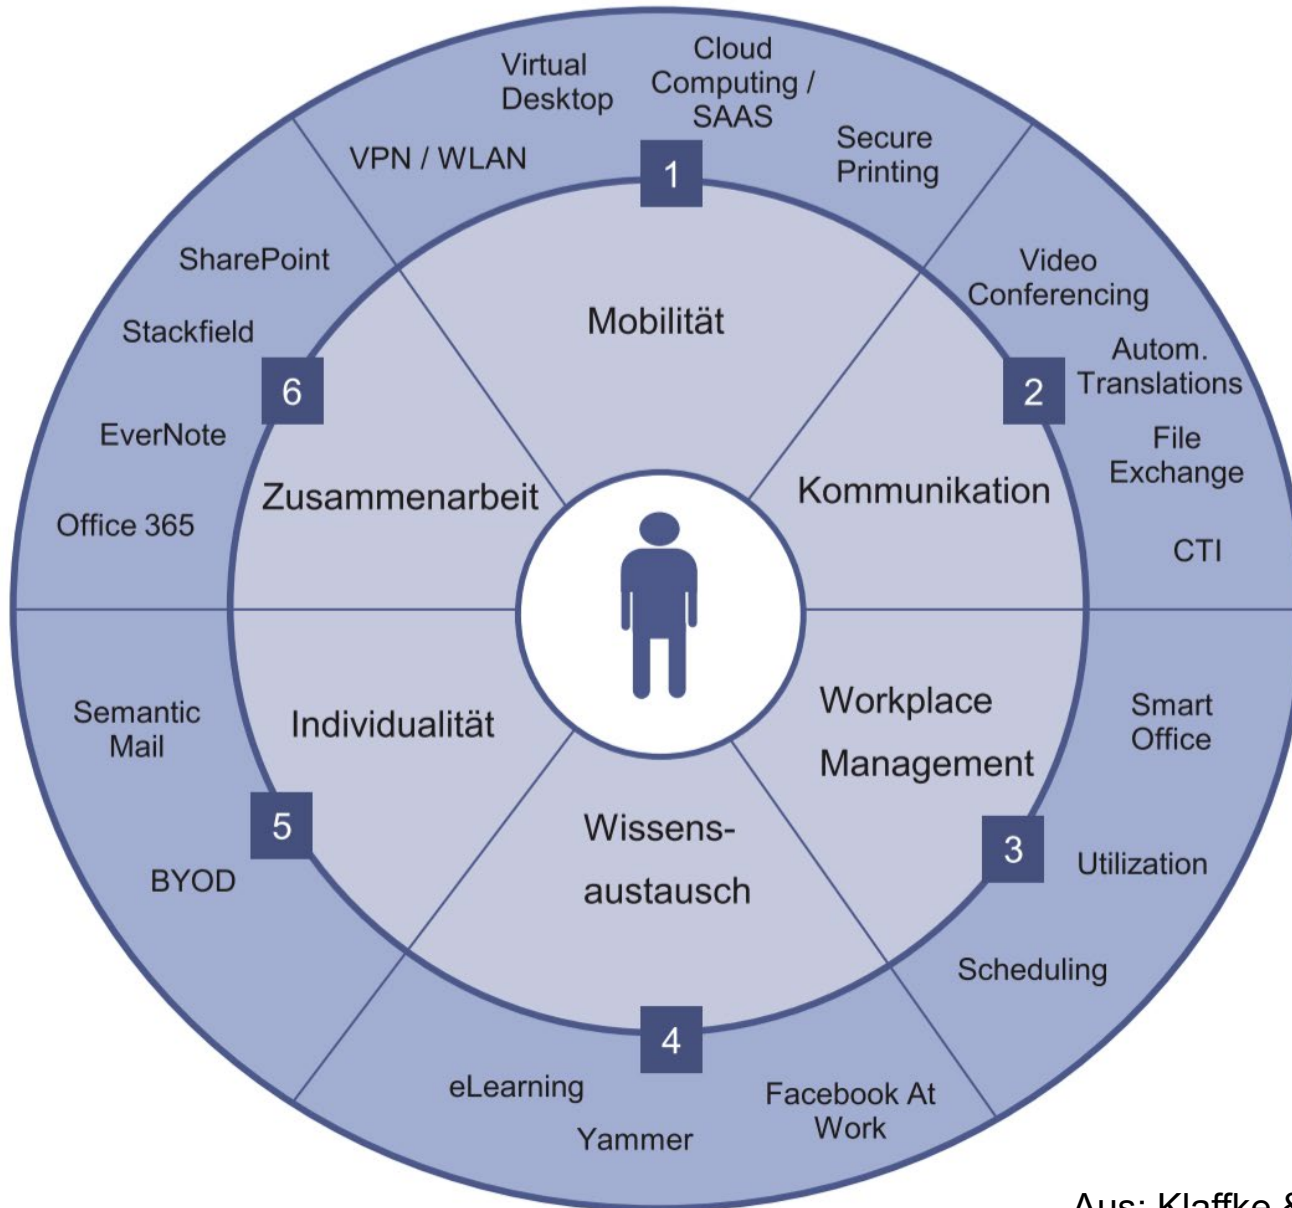 Virtual
Desktop
Cloud
Computing /
SAAS
Secure
Printing
VPN / WLAN
1
Mobilität
Video
Conferencing
Autom.
Translations
File
Exchange
CTI
2
Kommunikation
Workplace
Management
3
Smart
Office
Utilization
Scheduling
Wissens-
austausch
4
eLearning
Yammer
Facebook At
Work
Individualität
5
Semantic
Mail
BYOD
Zusammenarbeit
6
SharePoint
Stackfield
EverNote
Office 365
Aus: Klaffke &